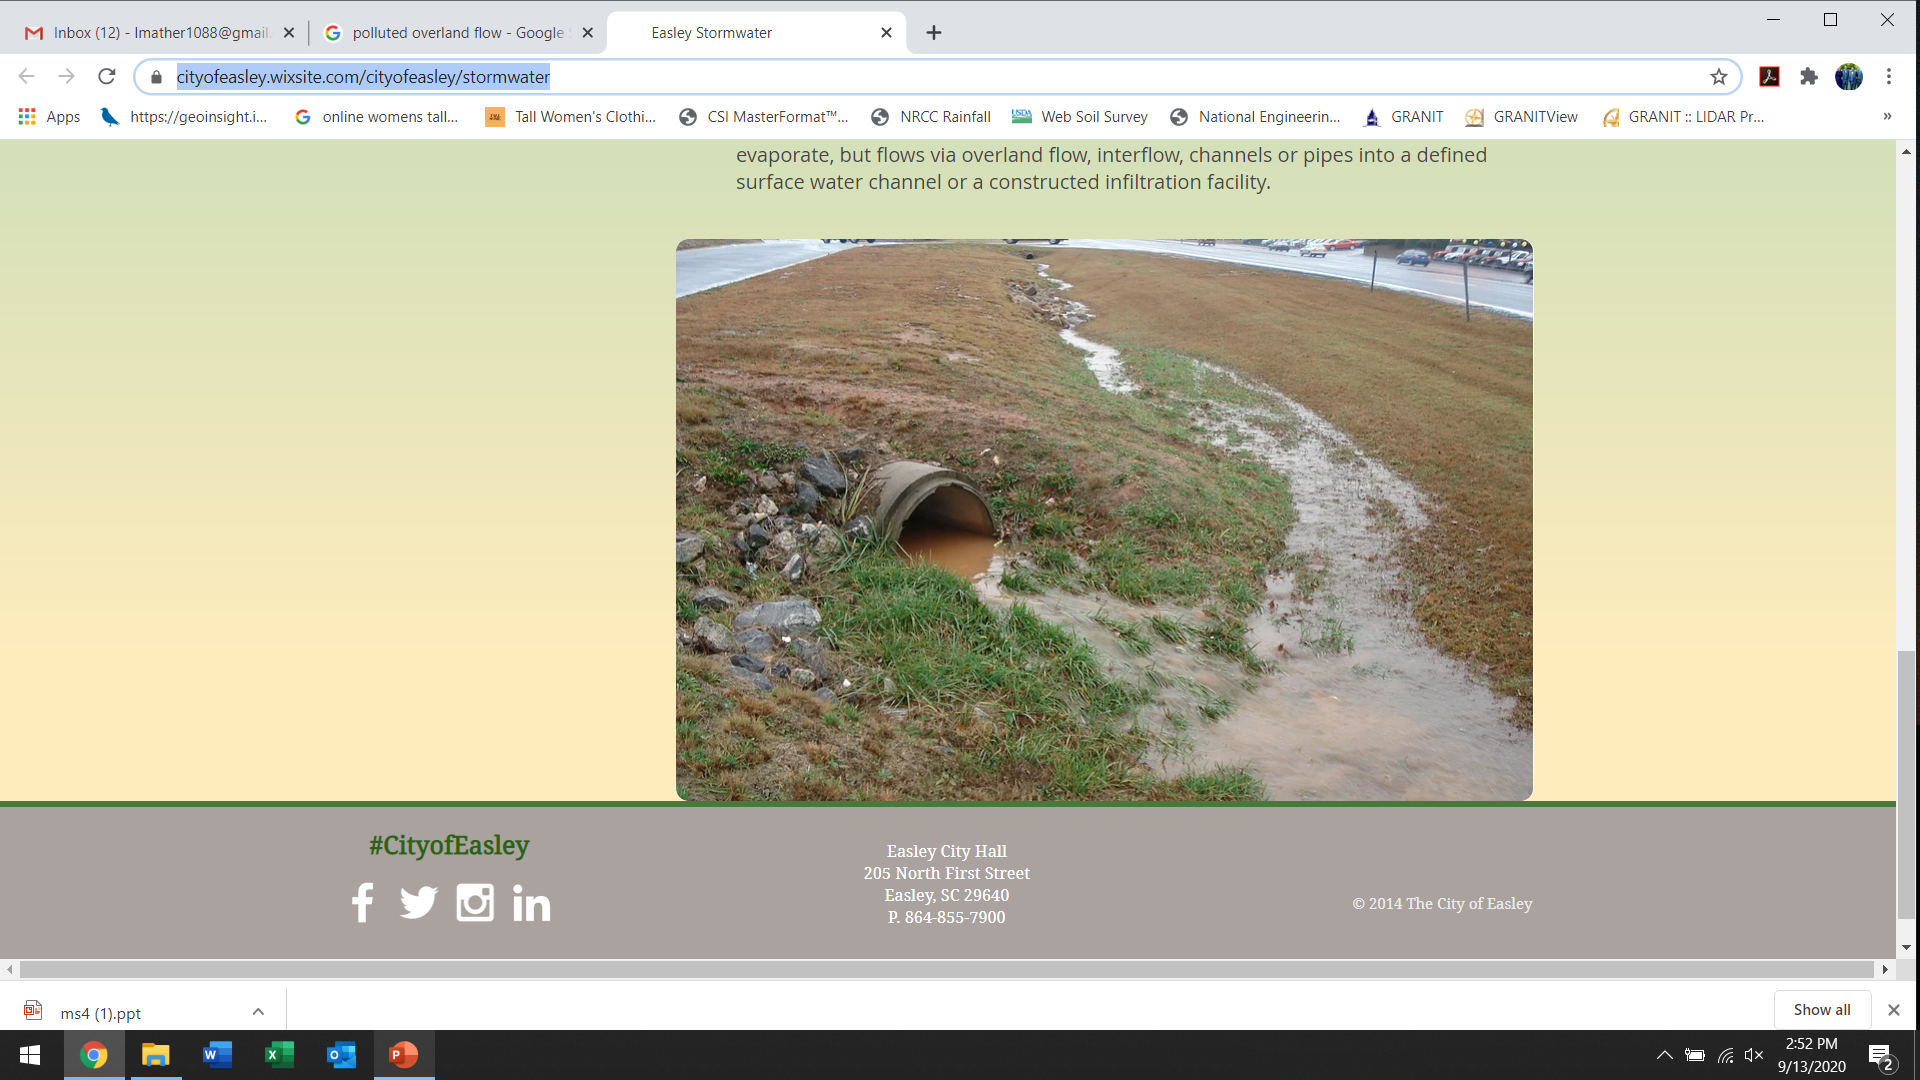 Inbox (12) - lmather1088@gmail.
polluted overland flow - Google S
Easley Stormwater
cityofeasley.wixsite.com/cityofeasley/stormwater
Apps
https://geoinsight.i...
online womens tall...
Tall Women's Clothi...
CSI MasterFormat™...
NRCC Rainfall
USDA
Web Soil Survey
National Engineerin...
GRANIT
GRANITView
GRANIT :: LIDAR Pr...
»
evaporate, but flows via overland flow, interflow, channels or pipes into a defined
surface water channel or a constructed infiltration facility.
#CityofEasley
Easley City Hall
205 North First Street
Easley, SC 29640
P. 864-855-7900
© 2014 The City of Easley
ms4 (1).ppt
Show all
2:52 PM
9/13/2020
2